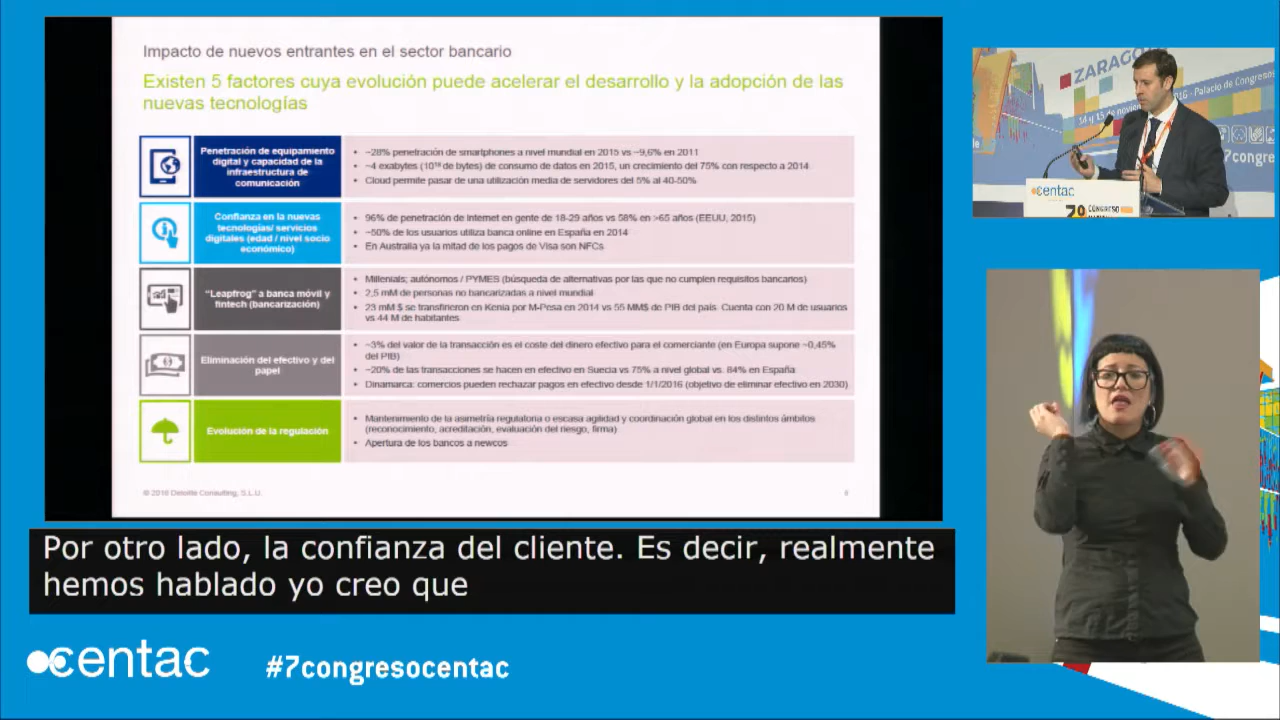 Impacto de nuevos entrantes en el sector bancario
Existen 5 factores cuya evolución puede acelerar el desarrollo y la adopción de las
nuevas tecnologías
Penetración de equipamiento
digital y capacidad de la
infraestructura de
comunicación
• ~28% penetración de smartphones a nivel mundial en 2015 vs ~9,6% en 2011
• ~4 exabytes (10¹⁸ de bytes) de consumo de datos en 2015, un crecimiento del 75% con respecto a 2014
• Cloud permite pasar de una utilización media de servidores del 5% al 40-50%
Confianza en la nuevas
tecnologías/ servicios
digitales (edad / nivel socio
económico)
• 96% de penetración de Internet en gente de 18-29 años vs 58% en >65 años (EEUU, 2015)
• ~50% de los usuarios utiliza banca online en España en 2014
• En Australia ya la mitad de los pagos de Visa son NFCs
"Leapfrog" a banca móvil y
fintech (bancarización)
• Millenials; autónomos / PYMES (búsqueda de alternativas por las que no cumplen requisitos bancarios)
• 2,5 mM de personas no bancarizadas a nivel mundial
• 23 mM $ se transfirieron en Kenia por M-Pesa en 2014 vs 55 MM$ de PIB del país. Cuenta con 20 M de usuarios
vs 44 M de habitantes
Eliminación del efectivo y del
papel
• ~3% del valor de la transacción es el coste del dinero efectivo para el comerciante (en Europa supone ~0,45%
del PIB)
• ~20% de las transacciones se hacen en efectivo en Suecia vs 75% a nivel global vs. 84% en España
• Dinamarca: comercios pueden rechazar pagos en efectivo desde 1/1/2016 (objetivo de eliminar efectivo en 2030)
Evolución de la regulación
• Mantenimiento de la asimetría regulatoria o escasa agilidad y coordinación global en los distintos ámbitos
(reconocimiento, acreditación, evaluación del riesgo, firma)
• Apertura de los bancos a newcos
© 2016 Deloitte Consulting, S.L.U.
ZARAGO
2016 - Palacio de Congresos
14 y 15 de novie
7congre
centac
7º CONGRESO
Por otro lado, la confianza del cliente. Es decir, realmente
hemos hablado yo creo que
centac
#7congresocentac